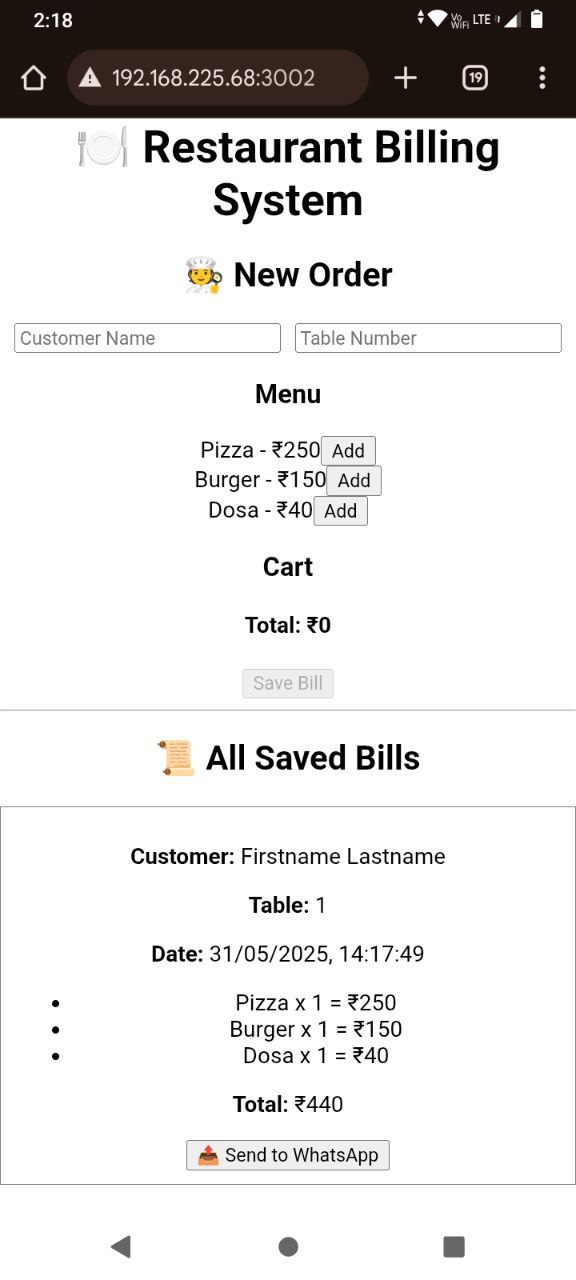 2:18
Vo WiFi LTE
192.168.225.68:3002
19
🍽️ Restaurant Billing
System
🧑‍🍳 New Order
Customer Name Table Number
Menu
Pizza - ₹250 Add
Burger - ₹150 Add
Dosa - ₹40 Add
Cart
Total: ₹0
Save Bill
📜 All Saved Bills
Customer: Firstname Lastname
Table: 1
Date: 31/05/2025, 14:17:49
• Pizza x 1 = ₹250
• Burger x 1 = ₹150
• Dosa x 1 = ₹40
Total: ₹440
📤 Send to WhatsApp